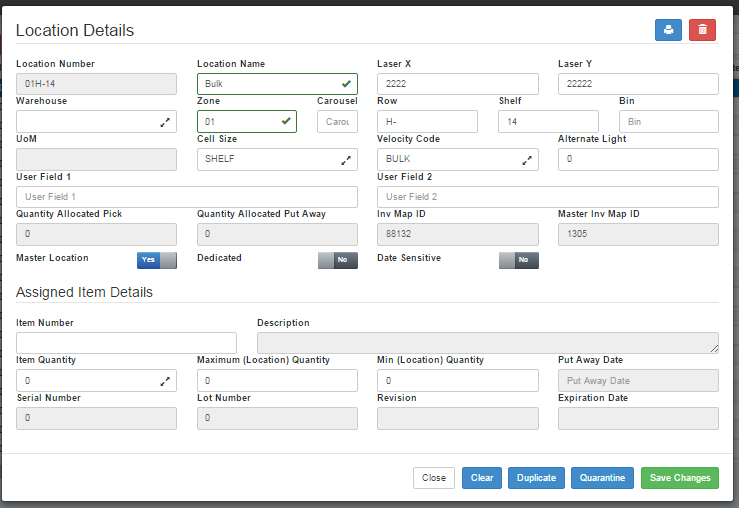 Location Details
Location Number Location Name Laser X Laser Y
01H-14 Bulk 2222 22222
Warehouse Zone Carousel Row Shelf Bin
01 Carou H- 14 Bin
UoM Cell Size Velocity Code Alternate Light
SHELF BULK 0
User Field 1 User Field 2
User Field 1 User Field 2
Quantity Allocated Pick Quantity Allocated Put Away Inv Map ID Master Inv Map ID
0 0 88132 1305
Master Location Yes Dedicated No Date Sensitive No
Assigned Item Details
Item Number Description
Item Quantity Maximum (Location) Quantity Min (Location) Quantity Put Away Date
0 0 0 Put Away Date
Serial Number Lot Number Revision Expiration Date
0 0
Close Clear Duplicate Quarantine Save Changes